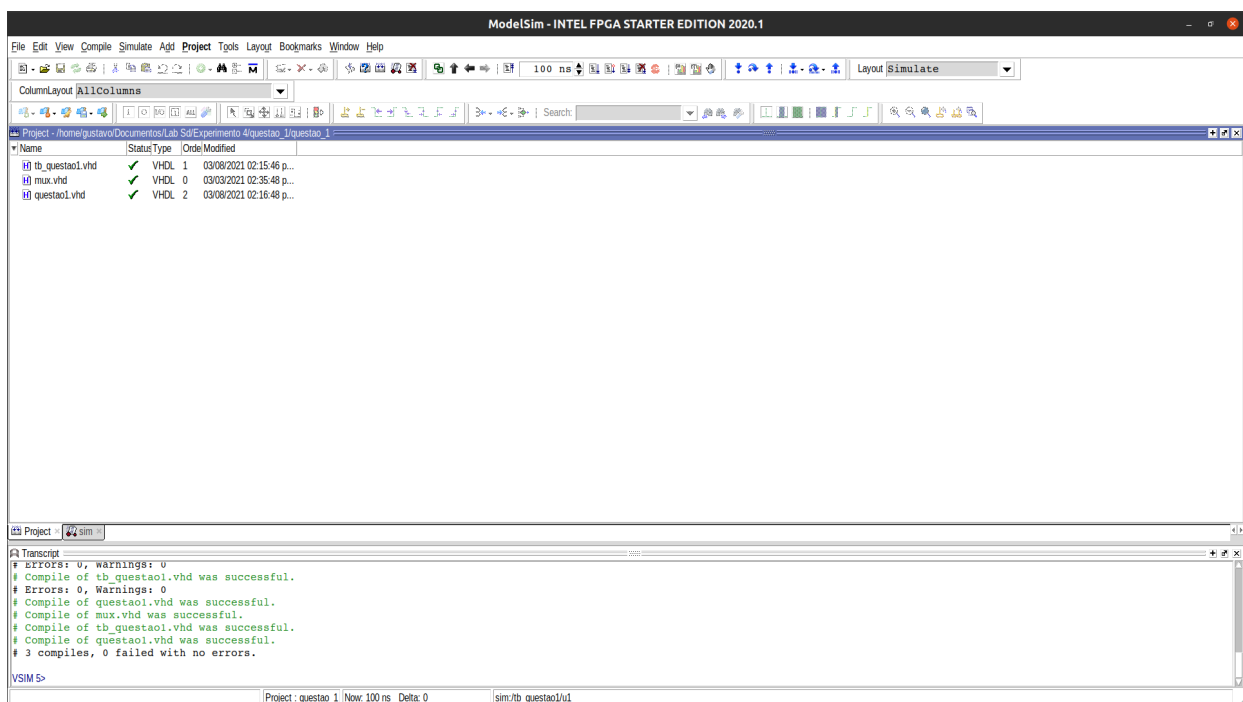 ModelSim - INTEL FPGA STARTER EDITION 2020.1
File Edit View Compile Simulate Add Project Tools Layout Bookmarks Window Help
100 ns Layout Simulate
ColumnLayout AllColumns
Search:
Project - /home/gustavo/Documentos/Lab Sd/Experimento 4/questao_1/questao_1
Name Status Type Orde Modified
tb_questao1.vhd VHDL 1 03/08/2021 02:15:46 p...
mux.vhd VHDL 0 03/03/2021 02:35:48 p...
questao1.vhd VHDL 2 03/08/2021 02:16:48 p...
Project sim
Transcript
# Errors: 0, Warnings: 0
# Compile of tb_questao1.vhd was successful.
# Errors: 0, Warnings: 0
# Compile of questao1.vhd was successful.
# Compile of mux.vhd was successful.
# Compile of tb_questao1.vhd was successful.
# Compile of questao1.vhd was successful.
# 3 compiles, 0 failed with no errors.
VSIM 5>
Project : questao_1 Now: 100 ns Delta: 0 sim:/tb_questao1/u1